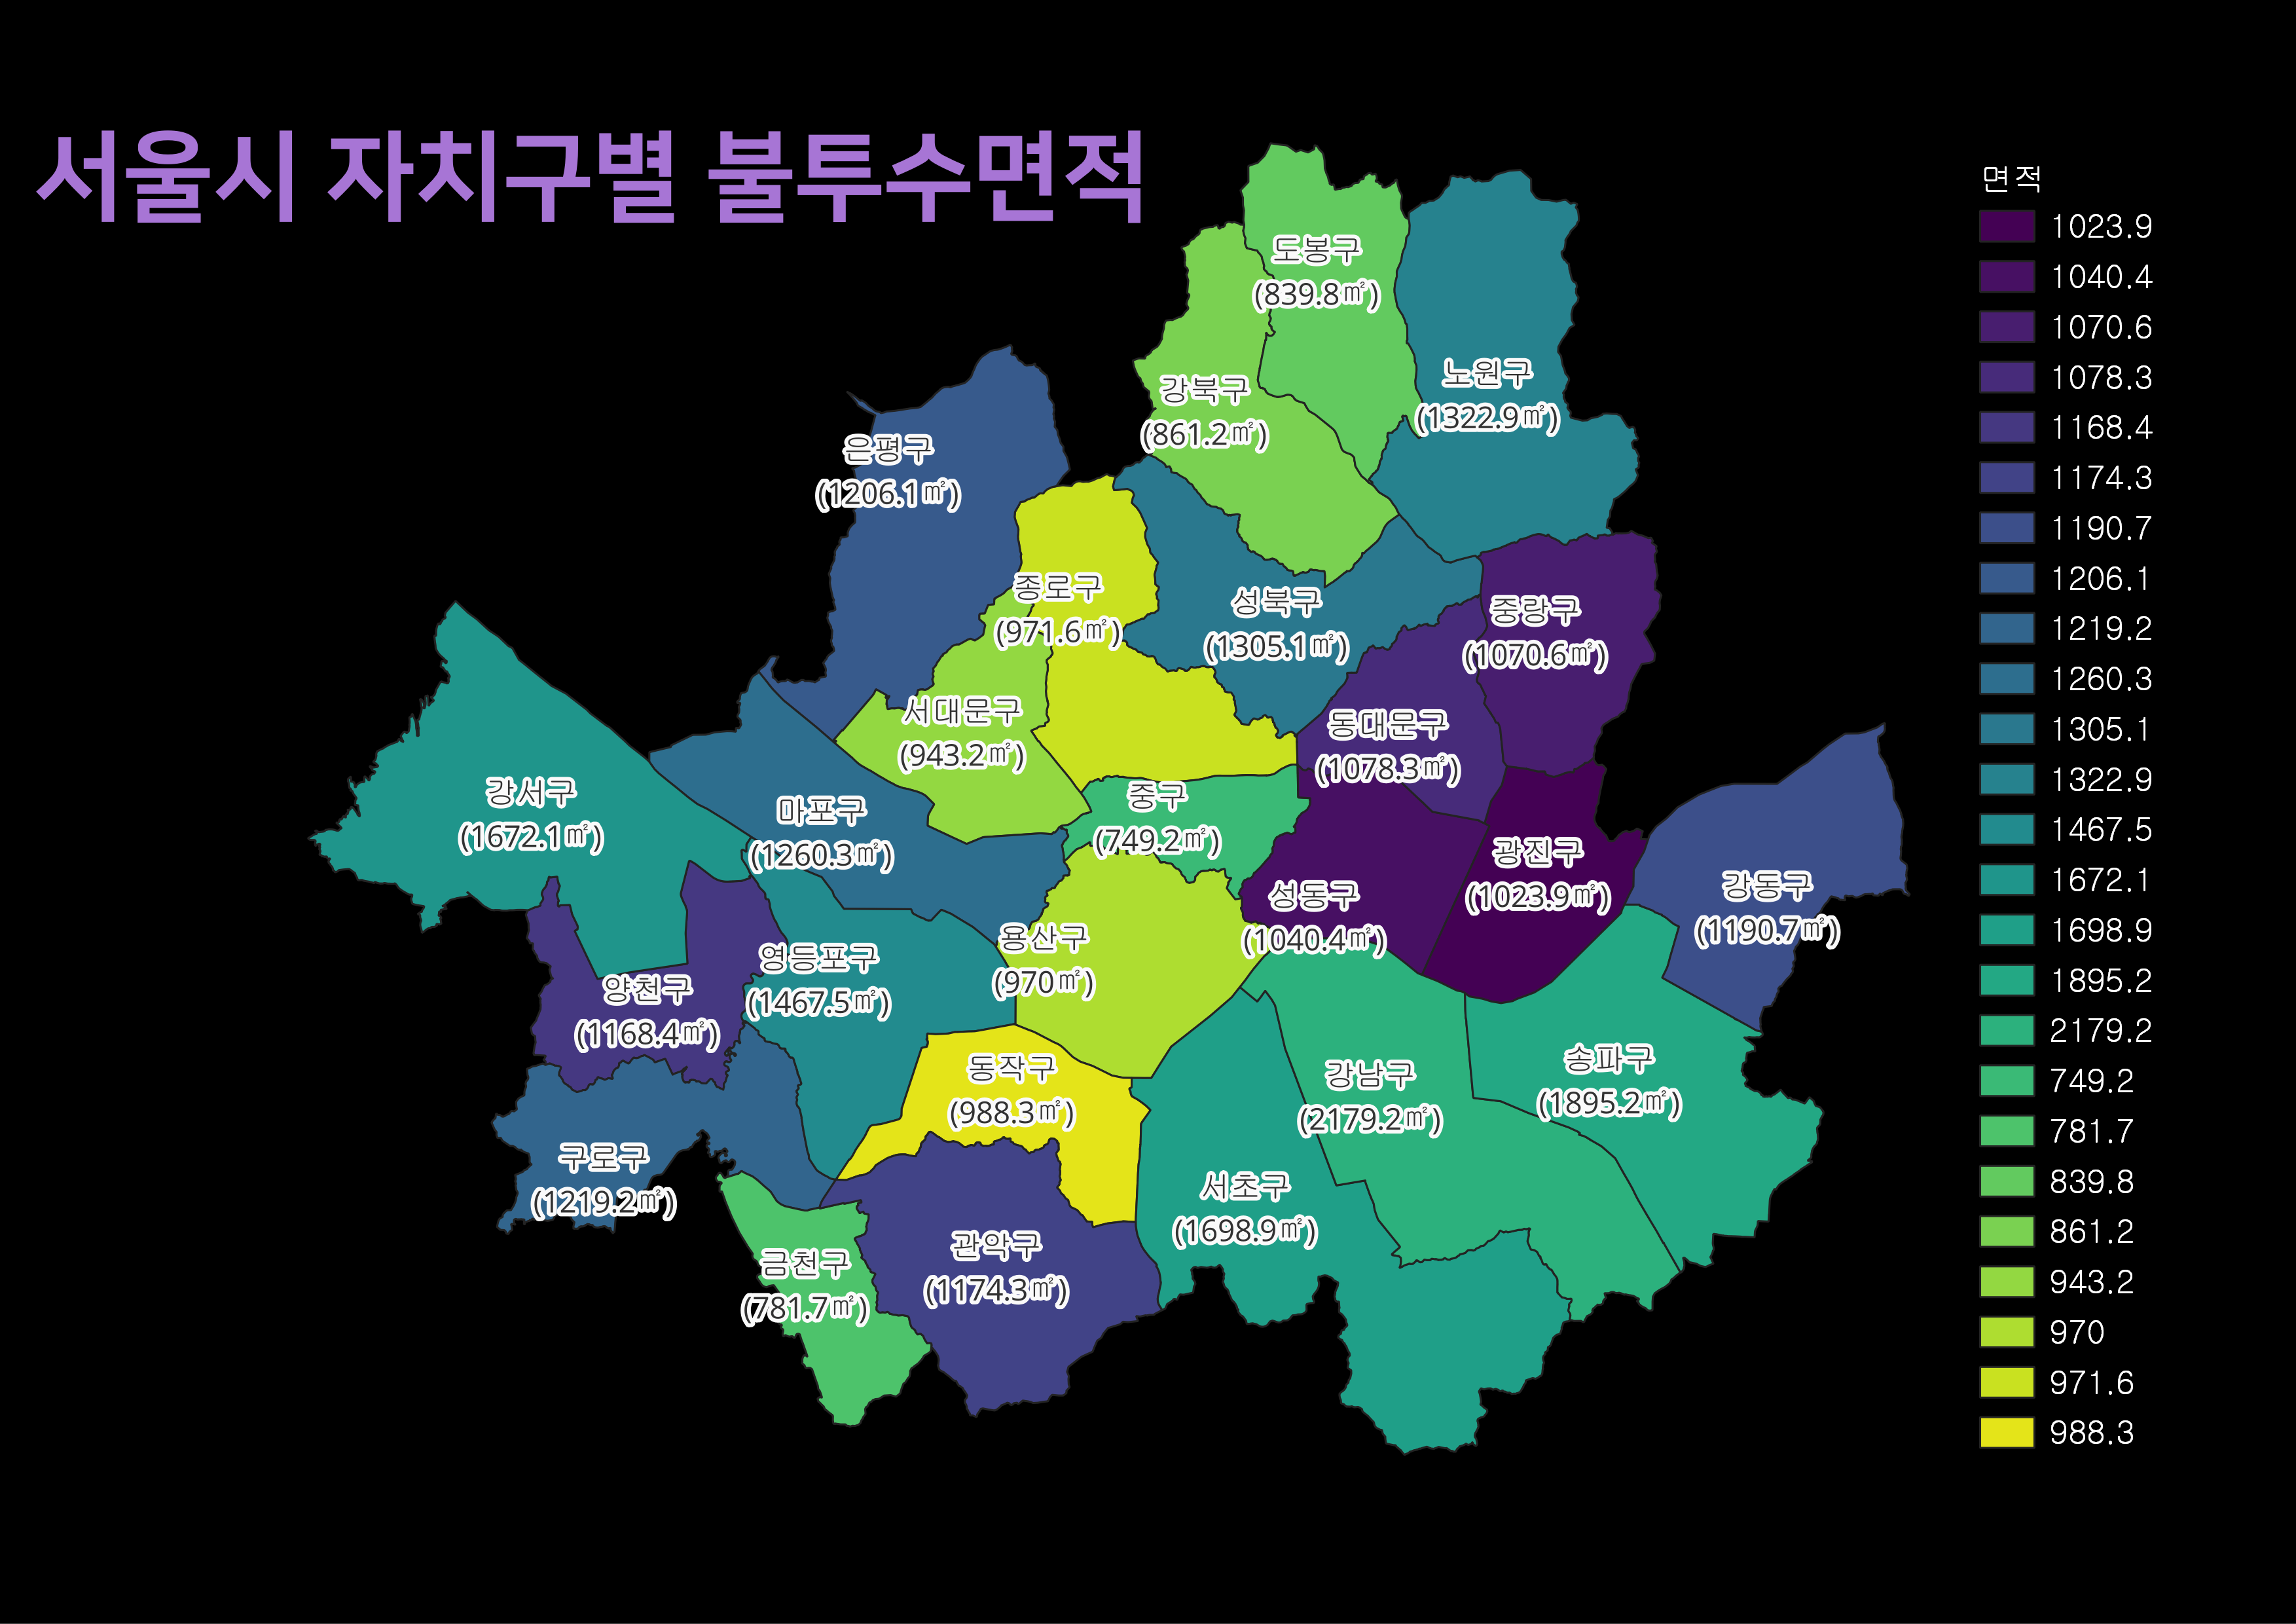 서울시 자치구별 불투수면적
도봉구
(839.8㎡)
노원구
(1322.9㎡)
강북구
(861.2㎡)
은평구
(1206.1㎡)
종로구
(971.6㎡)
성북구
(1305.1㎡)
중랑구
(1070.6㎡)
서대문구
(943.2㎡)
동대문구
(1078.3㎡)
강서구
(1672.1㎡)
마포구
(1260.3㎡)
중구
(749.2㎡)
광진구
(1023.9㎡)
성동구
(1040.4㎡)
강동구
(1190.7㎡)
용산구
(970㎡)
영등포구
(1467.5㎡)
양천구
(1168.4㎡)
동작구
(988.3㎡)
강남구
(2179.2㎡)
송파구
(1895.2㎡)
구로구
(1219.2㎡)
서초구
(1698.9㎡)
관악구
(1174.3㎡)
금천구
(781.7㎡)
면적
1023.9
1040.4
1070.6
1078.3
1168.4
1174.3
1190.7
1206.1
1219.2
1260.3
1305.1
1322.9
1467.5
1672.1
1698.9
1895.2
2179.2
749.2
781.7
839.8
861.2
943.2
970
971.6
988.3